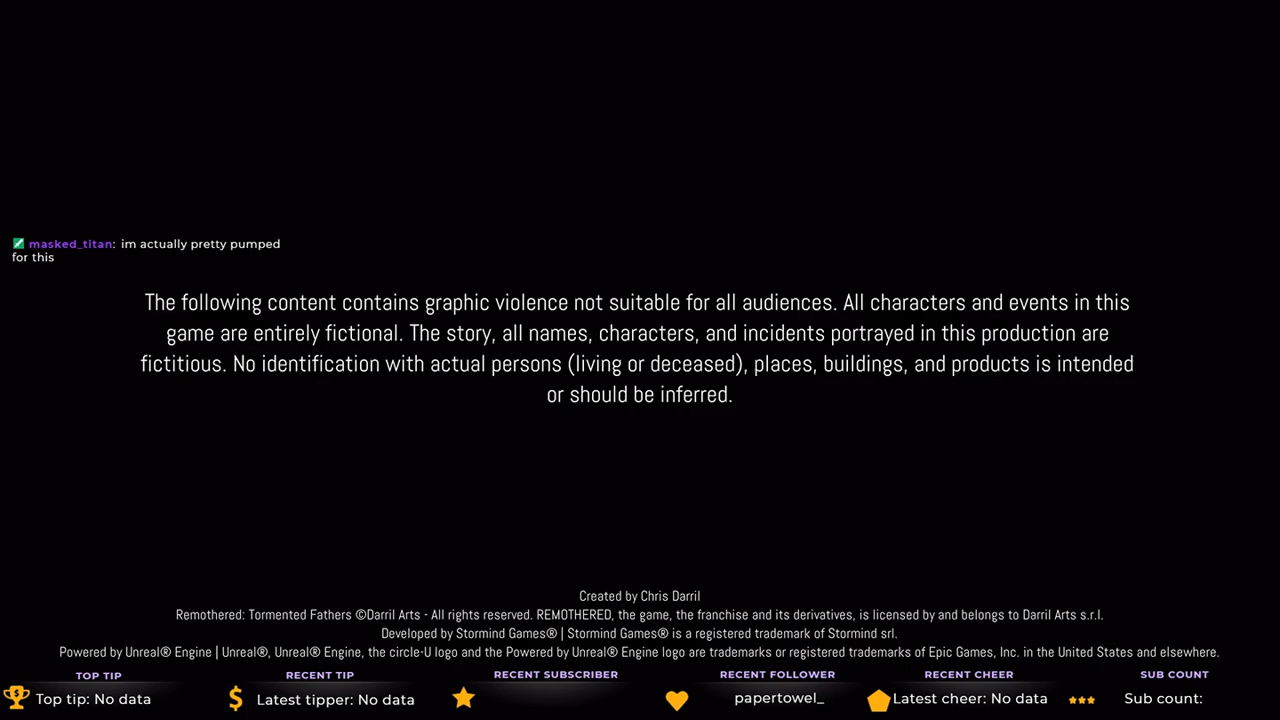 masked_titan: im actually pretty pumped
for this
The following content contains graphic violence not suitable for all audiences. All characters and events in this
game are entirely fictional. The story, all names, characters, and incidents portrayed in this production are
fictitious. No identification with actual persons (living or deceased), places, buildings, and products is intended
or should be inferred.
Created by Chris Darril
Remothered: Tormented Fathers ©Darril Arts - All rights reserved. REMOTHERED, the game, the franchise and its derivatives, is licensed by and belongs to Darril Arts s.r.l.
Developed by Stormind Games® | Stormind Games® is a registered trademark of Stormind srl.
Powered by Unreal® Engine | Unreal®, Unreal® Engine, the circle-U logo and the Powered by Unreal® Engine logo are trademarks or registered trademarks of Epic Games, Inc. in the United States and elsewhere.
TOP TIP
Top tip: No data
RECENT TIP
Latest tipper: No data
RECENT SUBSCRIBER
RECENT FOLLOWER
papertowel_
RECENT CHEER
Latest cheer: No data
SUB COUNT
Sub count: